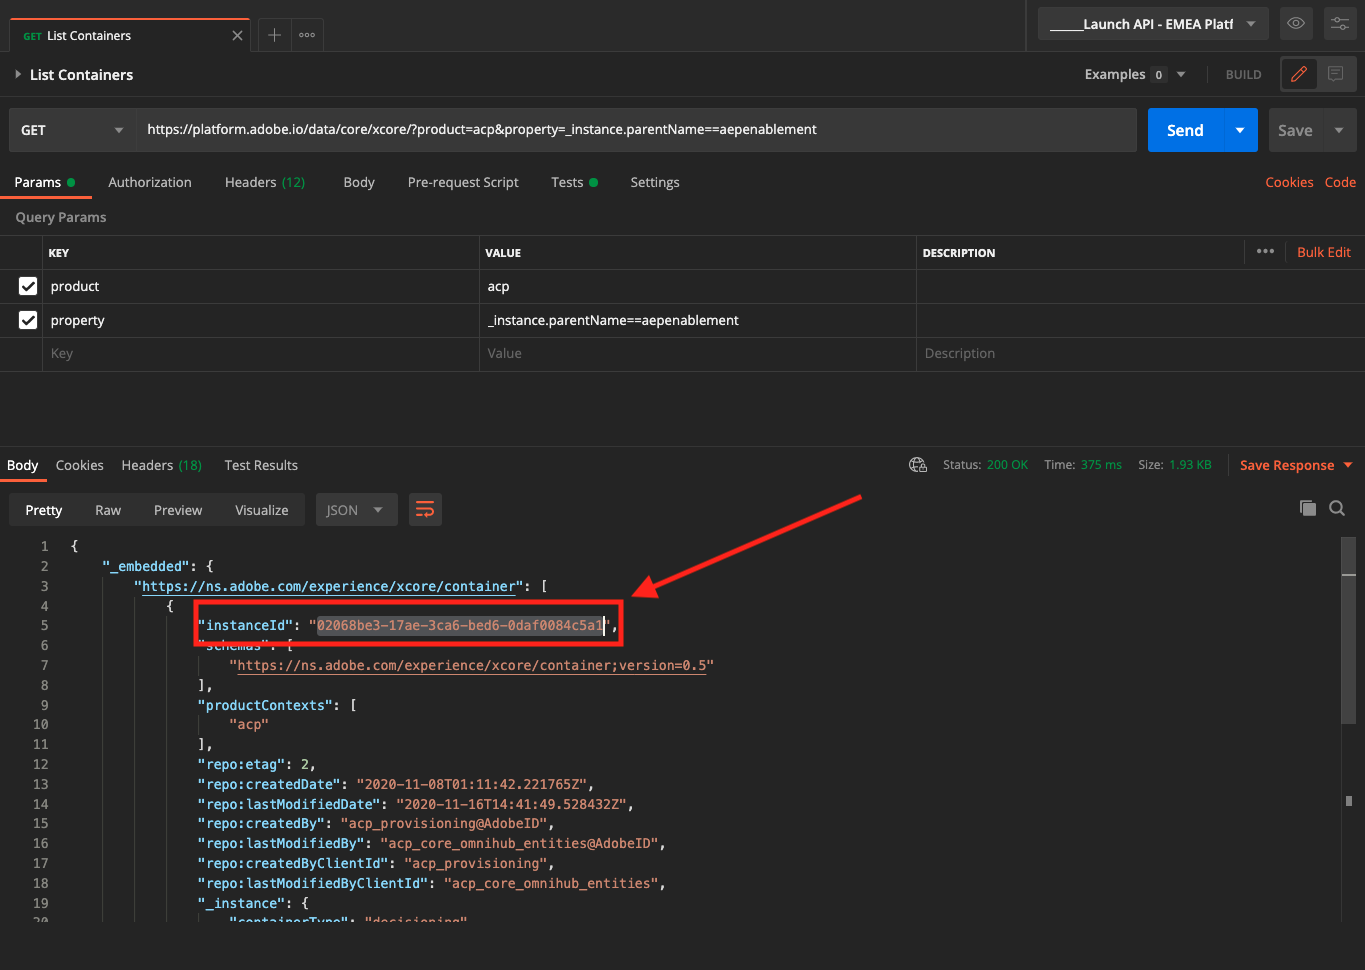 GET List Containers
_____Launch API - EMEA Platf
List Containers
Examples 0 BUILD
GET https://platform.adobe.io/data/core/xcore/?product=acp&property=_instance.parentName==aepenablement Send Save
Params Authorization Headers (12) Body Pre-request Script Tests Settings Cookies Code
Query Params
KEY VALUE DESCRIPTION ••• Bulk Edit
product acp
property _instance.parentName==aepenablement
Key Value Description
Body Cookies Headers (18) Test Results Status: 200 OK Time: 375 ms Size: 1.93 KB Save Response
Pretty Raw Preview Visualize JSON
1 {
2 "_embedded": {
3 "https://ns.adobe.com/experience/xcore/container": [
4 {
5 "instanceId": "02068be3-17ae-3ca6-bed6-0daf0084c5a1",
6 "schemas": [
7 "https://ns.adobe.com/experience/xcore/container;version=0.5"
8 ],
9 "productContexts": [
10 "acp"
11 ],
12 "repo:etag": 2,
13 "repo:createdDate": "2020-11-08T01:11:42.221765Z",
14 "repo:lastModifiedDate": "2020-11-16T14:41:49.528432Z",
15 "repo:createdBy": "acp_provisioning@AdobeID",
16 "repo:lastModifiedBy": "acp_core_omnihub_entities@AdobeID",
17 "repo:createdByClientId": "acp_provisioning",
18 "repo:lastModifiedByClientId": "acp_core_omnihub_entities",
19 "_instance": {
20 "containerType": "decisioning"